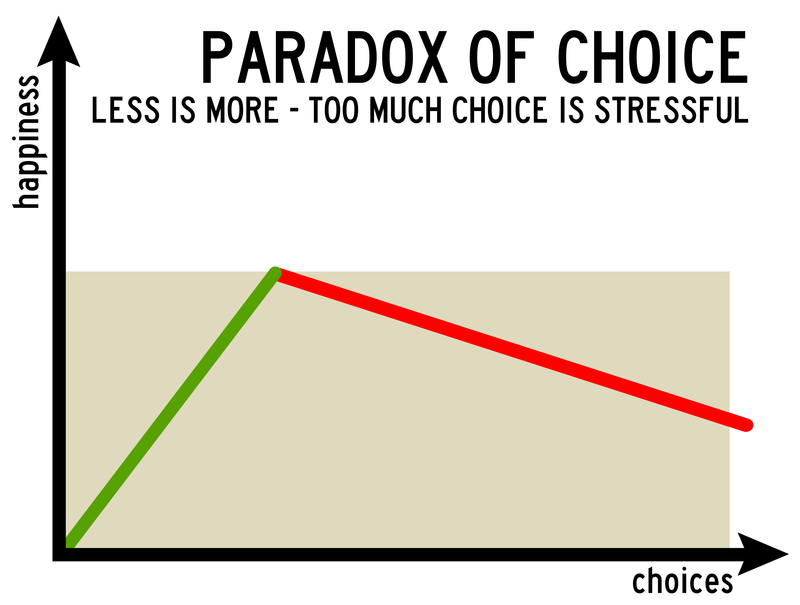 PARADOX OF CHOICE
LESS IS MORE - TOO MUCH CHOICE IS STRESSFUL
happiness
choices